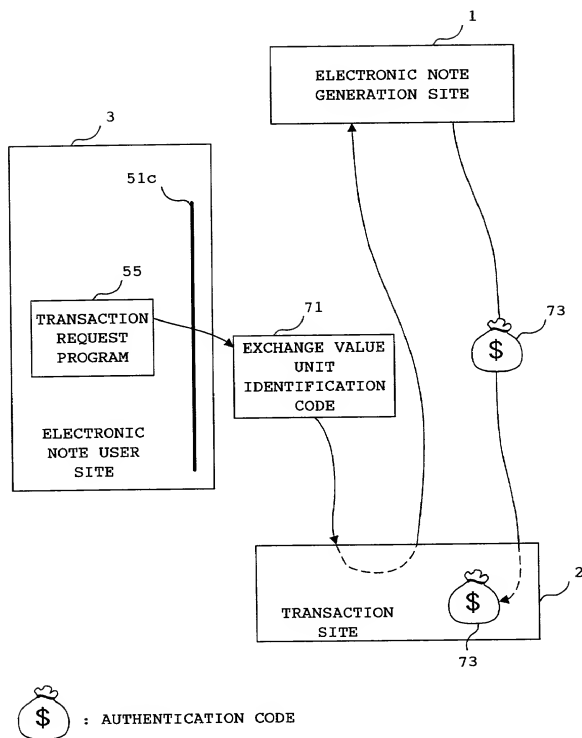 1
ELECTRONIC NOTE
GENERATION SITE
3
51c
55
TRANSACTION
REQUEST
PROGRAM
71
EXCHANGE VALUE
UNIT
IDENTIFICATION
CODE
73
$
ELECTRONIC
NOTE USER
SITE
2
TRANSACTION
SITE
$
73
$ : AUTHENTICATION CODE